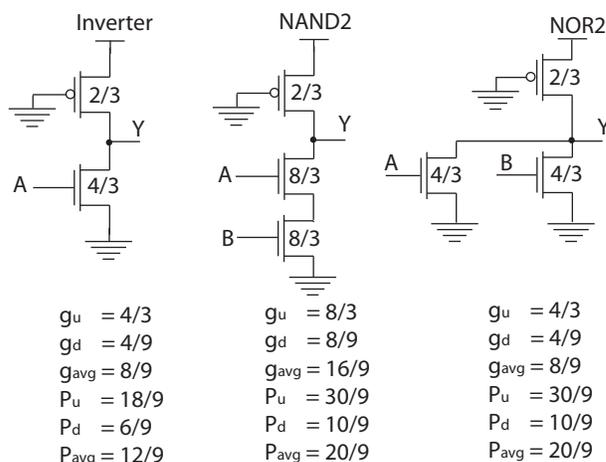 Inverter
NAND2
NOR2
2/3
Y
A
4/3
2/3
Y
A
8/3
B
8/3
2/3
Y
A
4/3
B
4/3
gu = 4/3
gd = 4/9
gavg = 8/9
Pu = 18/9
Pd = 6/9
Pavg = 12/9
gu = 8/3
gd = 8/9
gavg = 16/9
Pu = 30/9
Pd = 10/9
Pavg = 20/9
gu = 4/3
gd = 4/9
gavg = 8/9
Pu = 30/9
Pd = 10/9
Pavg = 20/9